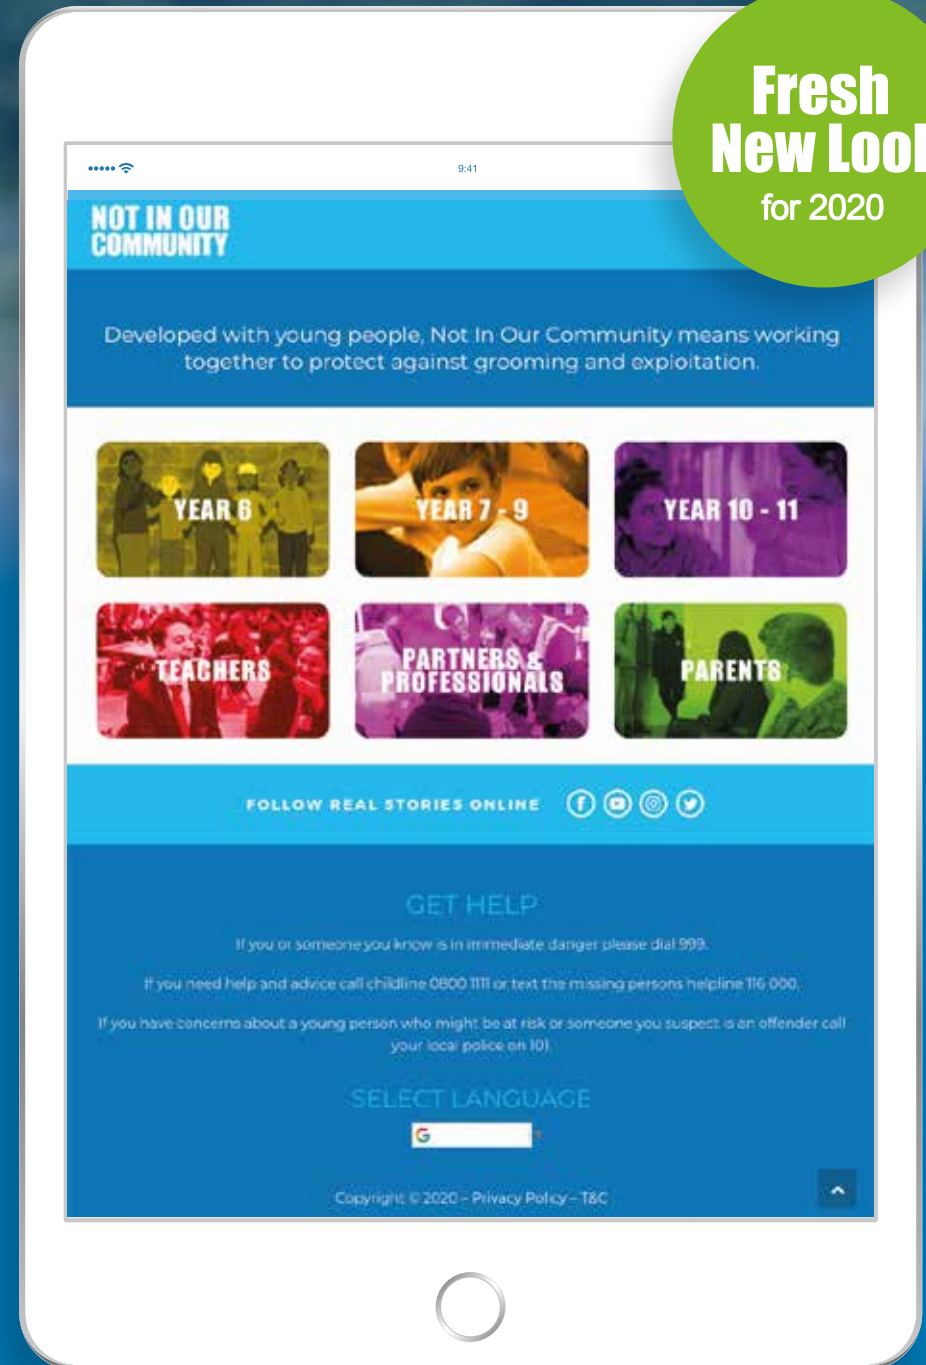 Fresh
New Look
for 2020
9:41
NOT IN OUR
COMMUNITY
Developed with young people, Not In Our Community means working
together to protect against grooming and exploitation.
YEAR 6
YEAR 7 - 9
YEAR 10 - 11
TEACHERS
PARTNERS &
PROFESSIONALS
PARENTS
FOLLOW REAL STORIES ONLINE
GET HELP
If you or someone you know is in immediate danger please dial 999.
If you need help and advice call childline 0800 1111 or text the missing persons helpline 116 000.
If you have concerns about a young person who might be at risk or someone you suspect is an offender call
your local police on 101.
SELECT LANGUAGE
G
Copyright © 2020 – Privacy Policy – T&C